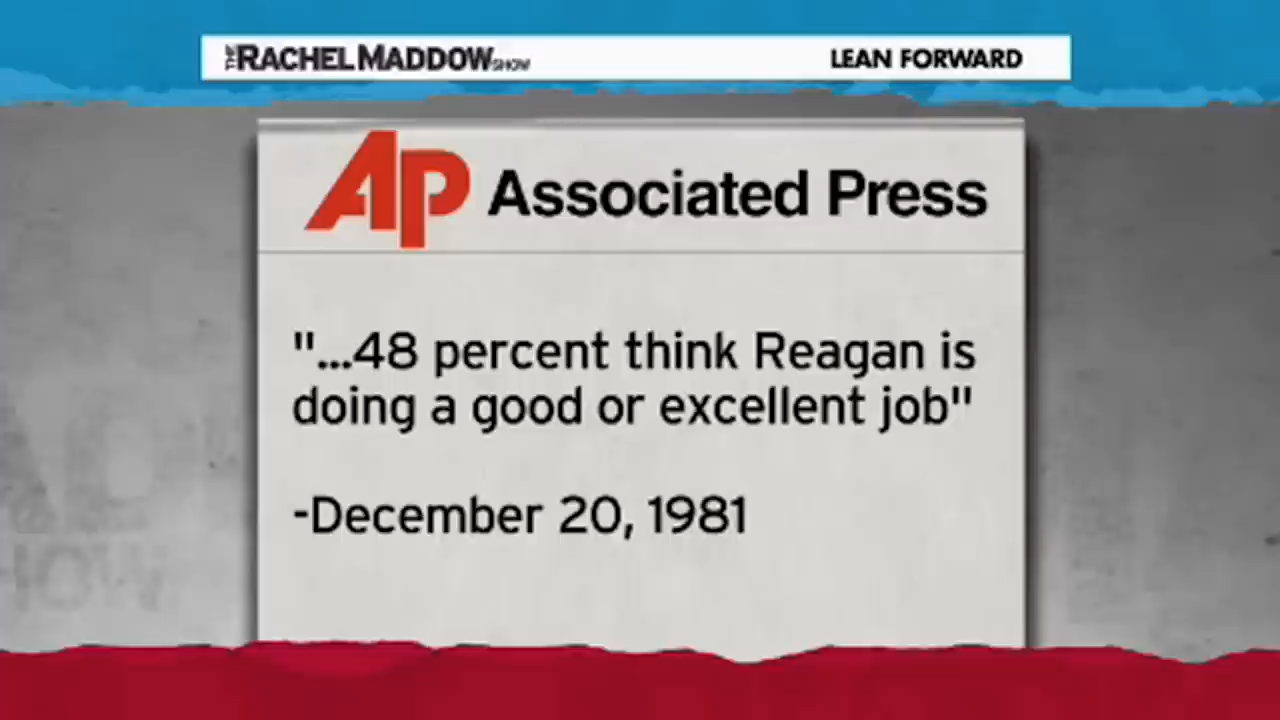 THE RACHEL MADDOW SHOW
LEAN FORWARD
AP Associated Press
"...48 percent think Reagan is
doing a good or excellent job"
-December 20, 1981